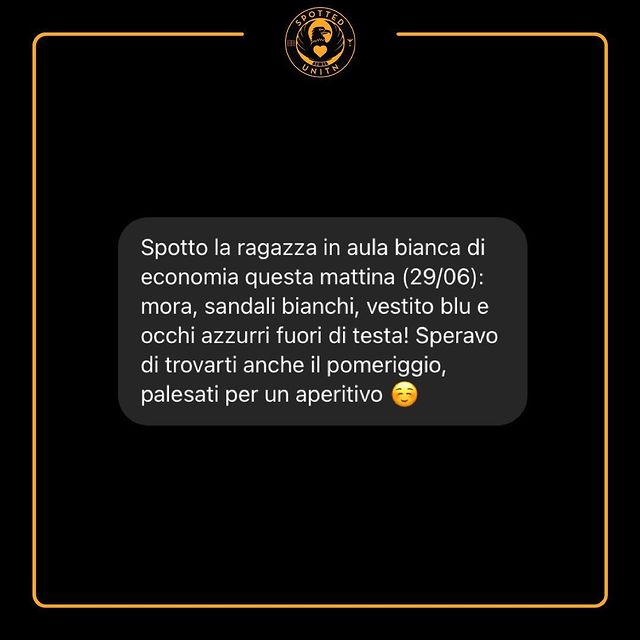 SPOTTED
UNITN
Spotto la ragazza in aula bianca di
economia questa mattina (29/06):
mora, sandali bianchi, vestito blu e
occhi azzurri fuori di testa! Speravo
di trovarti anche il pomeriggio,
palesati per un aperitivo ☺️